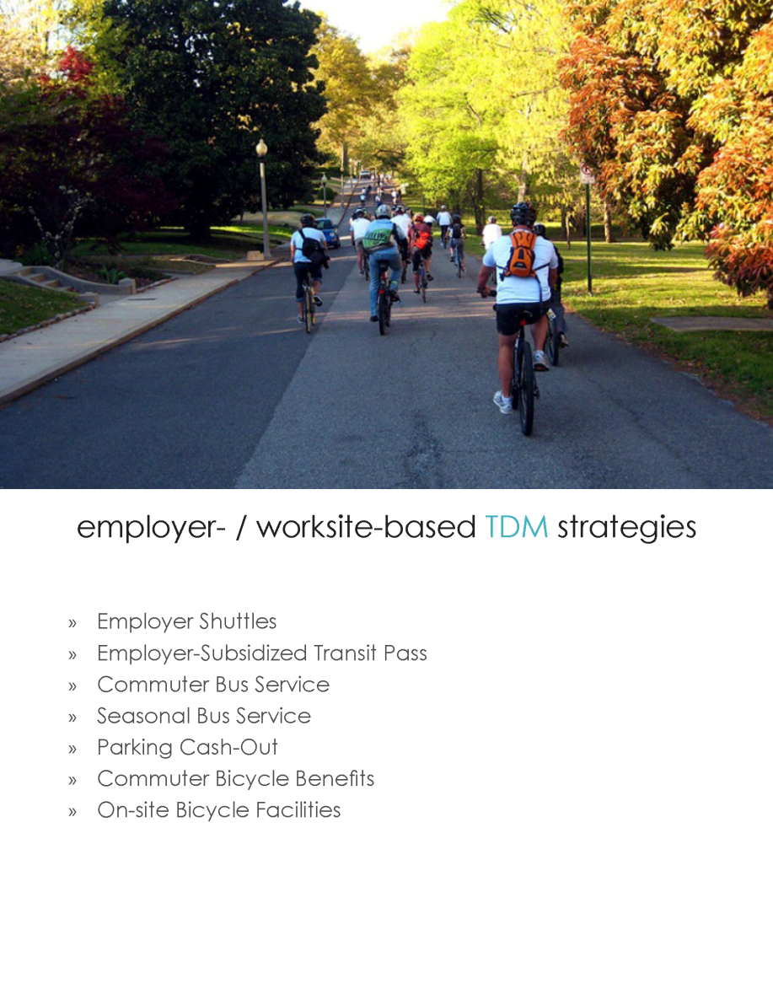 employer- / worksite-based TDM strategies
» Employer Shuttles
» Employer-Subsidized Transit Pass
» Commuter Bus Service
» Seasonal Bus Service
» Parking Cash-Out
» Commuter Bicycle Benefits
» On-site Bicycle Facilities